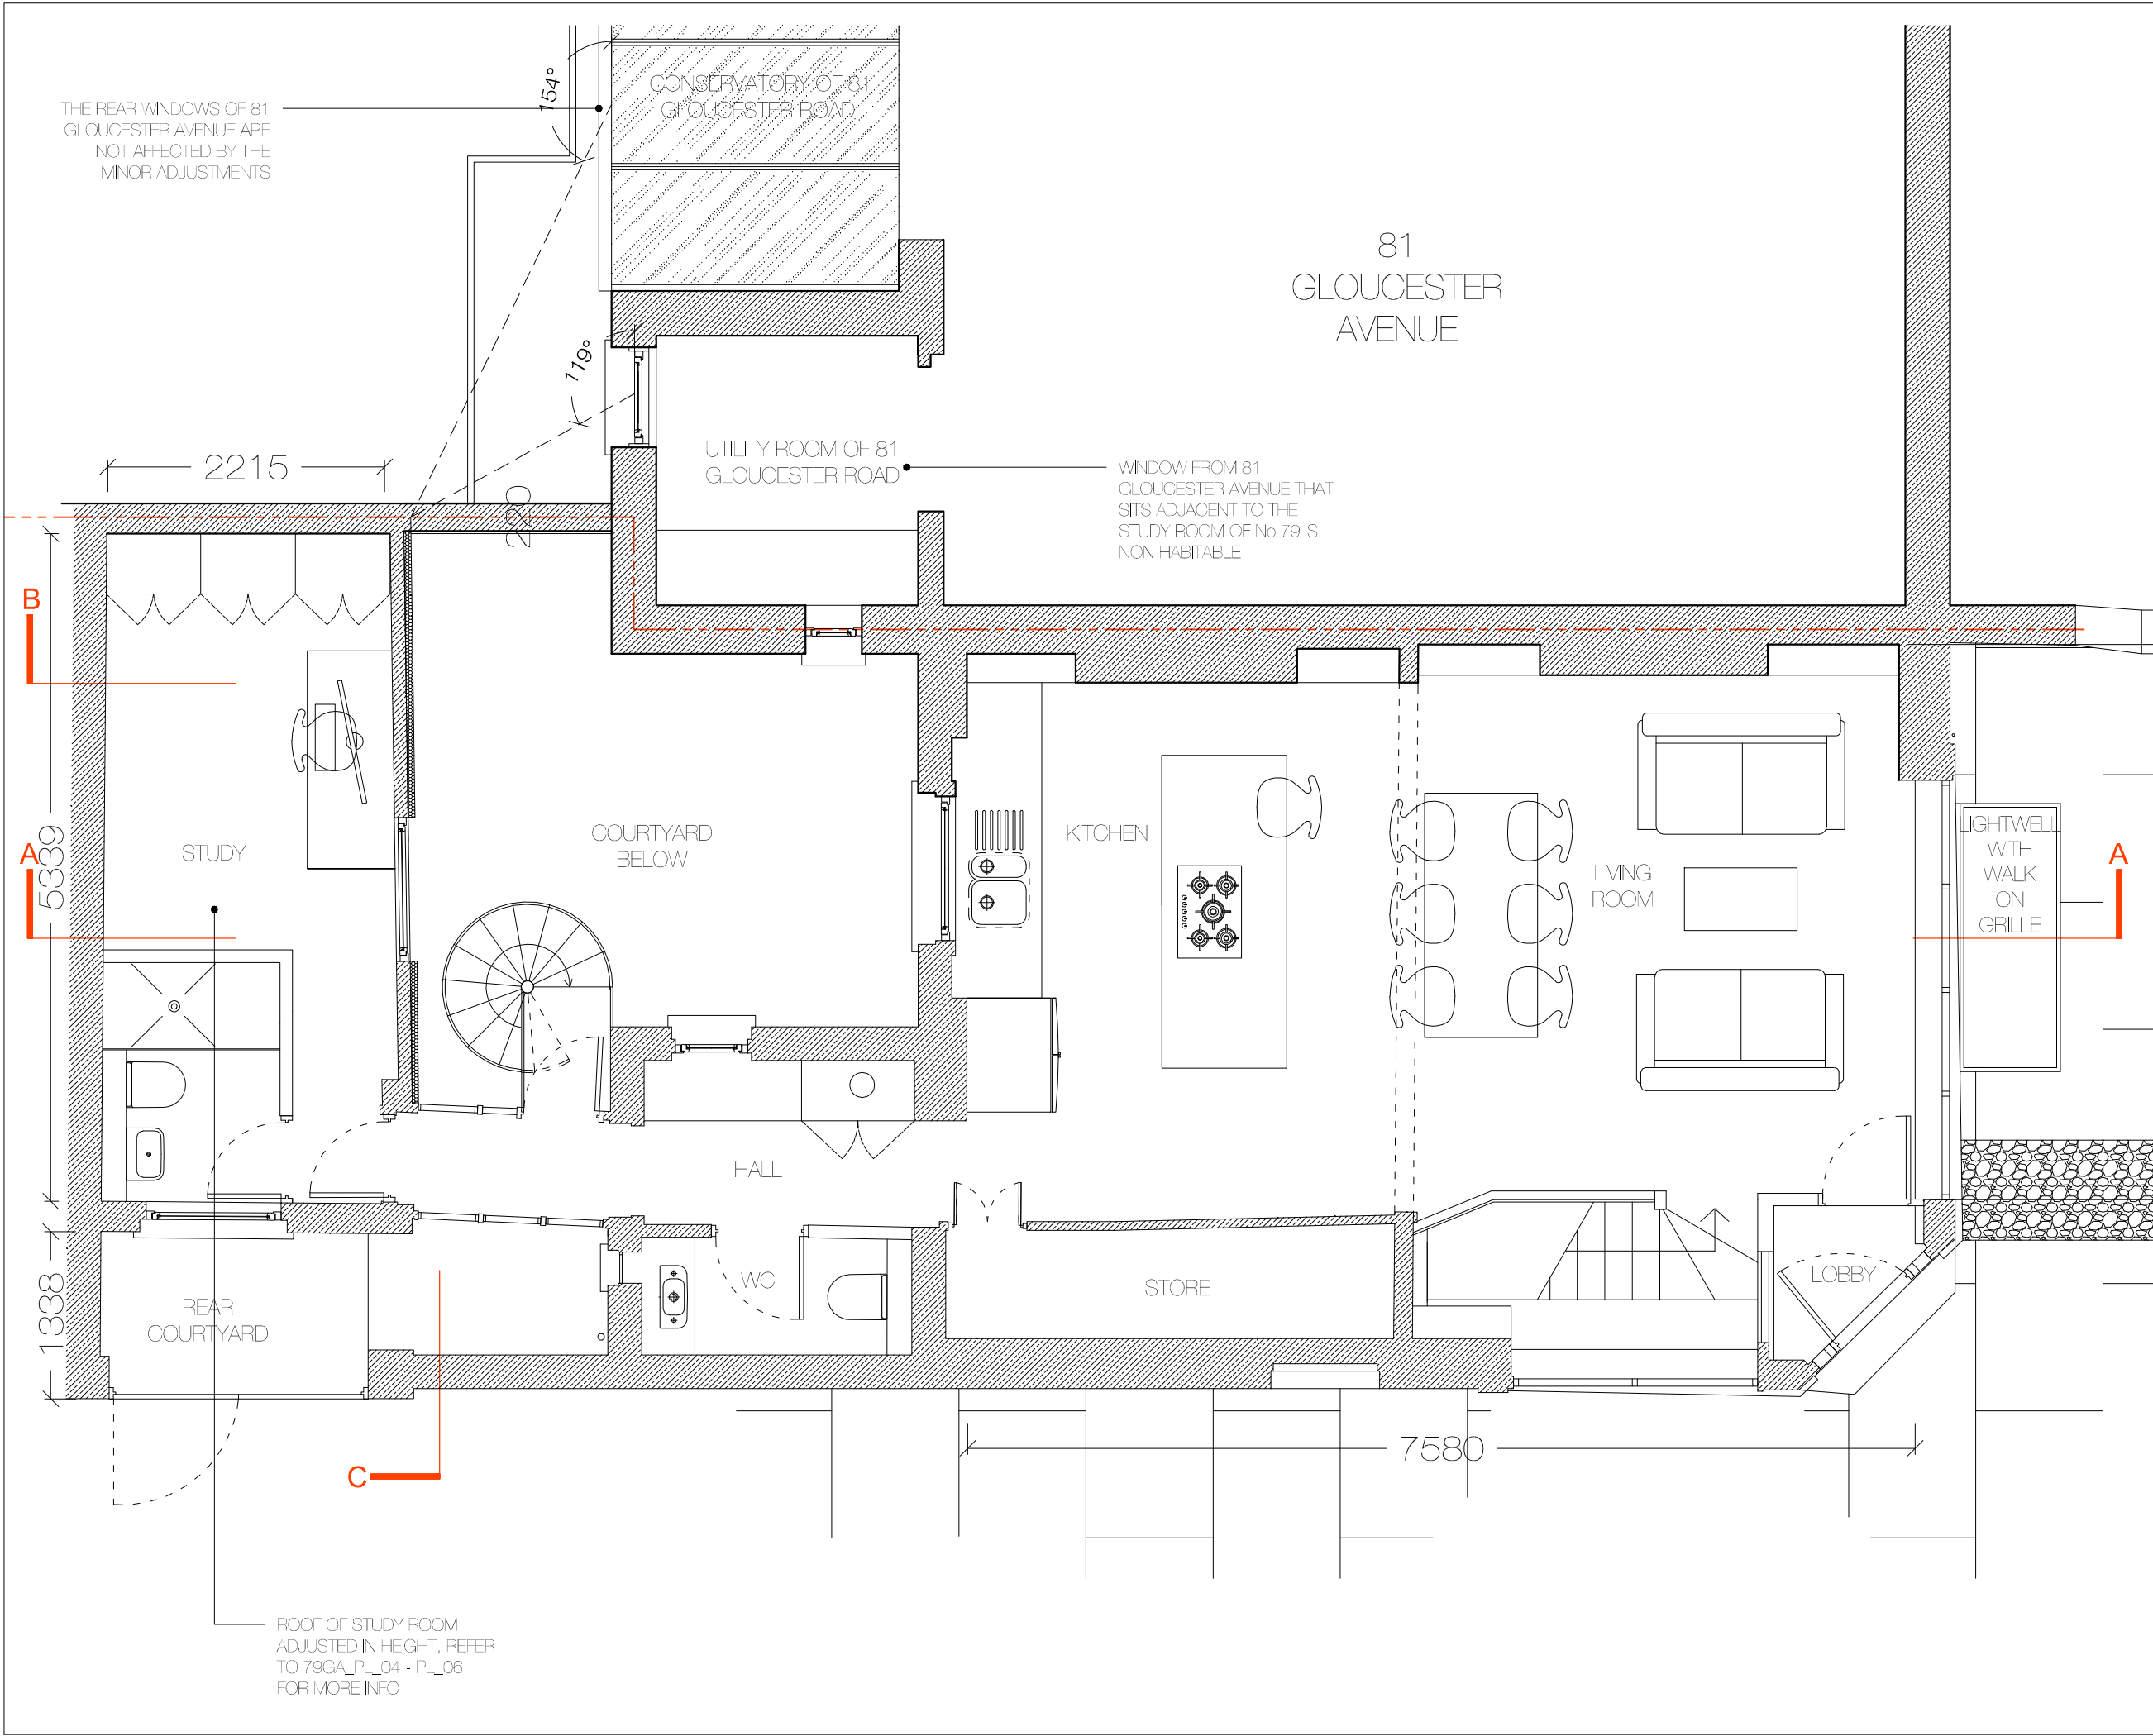 THE REAR WINDOWS OF 81
GLOUCESTER AVENUE ARE
NOT AFFECTED BY THE
MINOR ADJUSTMENTS
154°
CONSERVATORY OF 81
GLOUCESTER ROAD
81
GLOUCESTER
AVENUE
119°
2215
UTILITY ROOM OF 81
GLOUCESTER ROAD
WINDOW FROM 81
GLOUCESTER AVENUE THAT
SITS ADJACENT TO THE
STUDY ROOM OF No 79 IS
NON HABITABLE
220
B
A
5339
STUDY
COURTYARD
BELOW
KITCHEN
LIVING
ROOM
LIGHTWELL
WITH
WALK
ON
GRILLE
A
HALL
1338
REAR
COURTYARD
WC
STORE
LOBBY
C
7580
ROOF OF STUDY ROOM
ADJUSTED IN HEIGHT, REFER
TO 79GA_PL_04 - PL_06
FOR MORE INFO